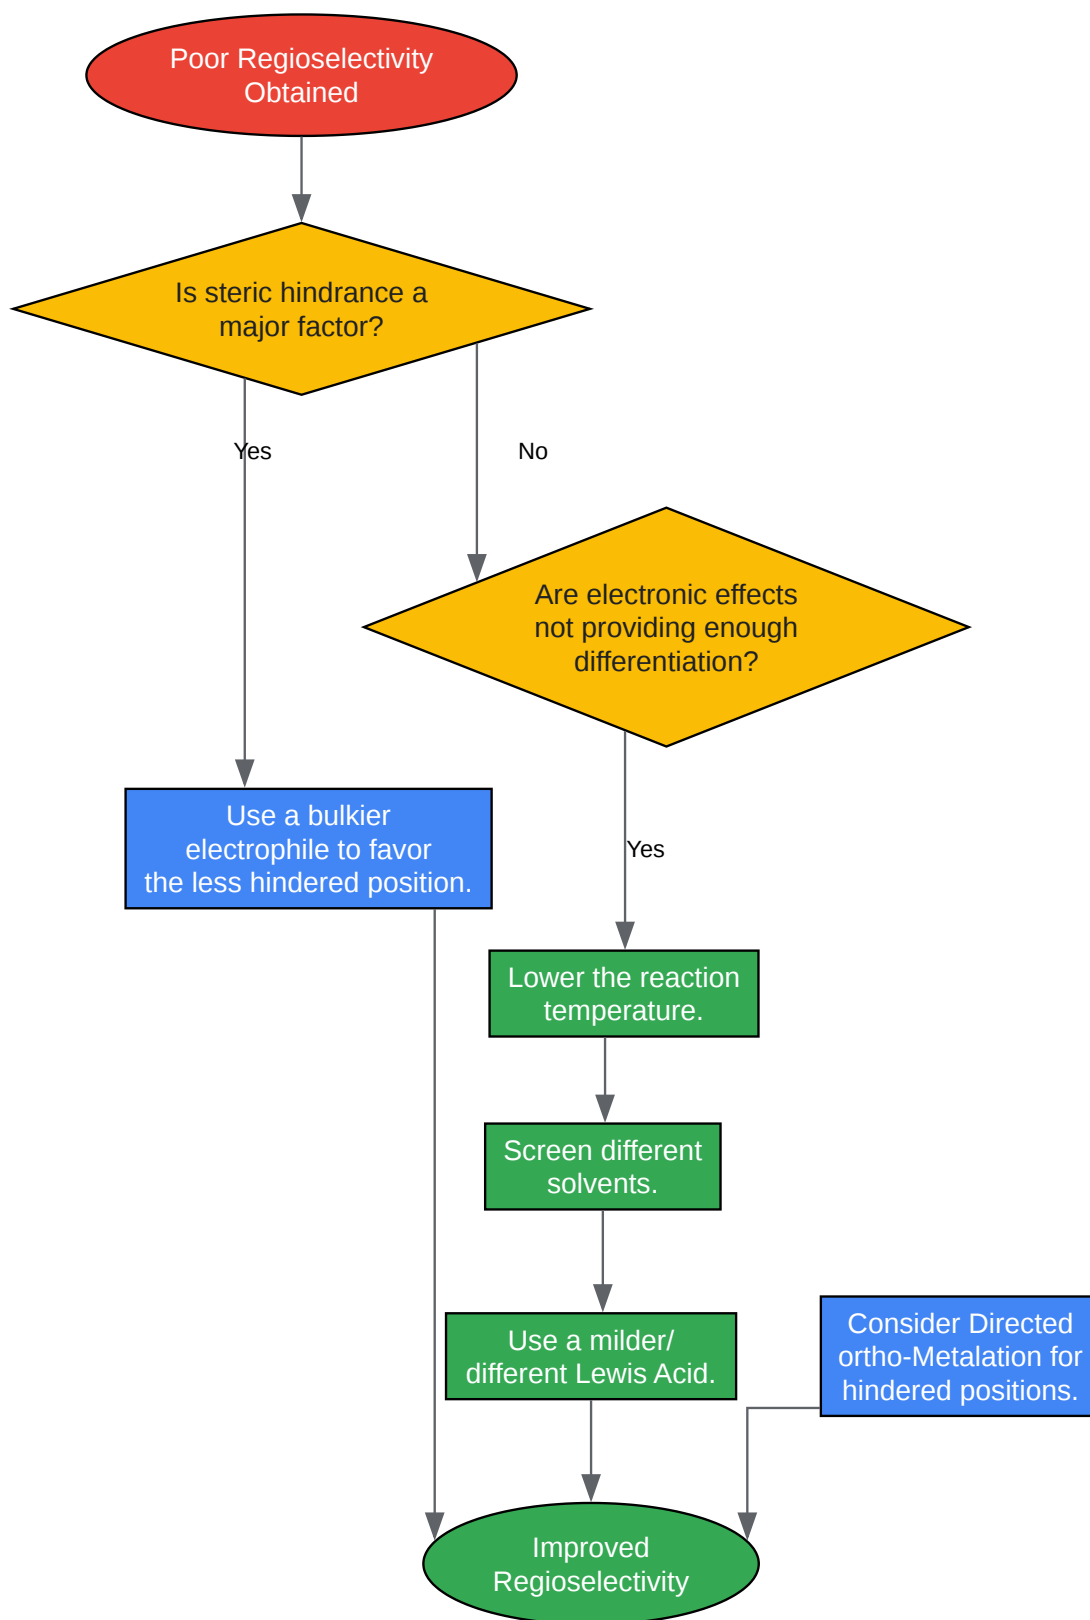 Poor Regioselectivity
Obtained
Is steric hindrance a
major factor?
Yes
No
Are electronic effects
not providing enough
differentiation?
Use a bulkier
electrophile to favor
the less hindered position.
Yes
Lower the reaction
temperature.
Screen different
solvents.
Use a milder/
different Lewis Acid.
Consider Directed
ortho-Metalation for
hindered positions.
Improved
Regioselectivity